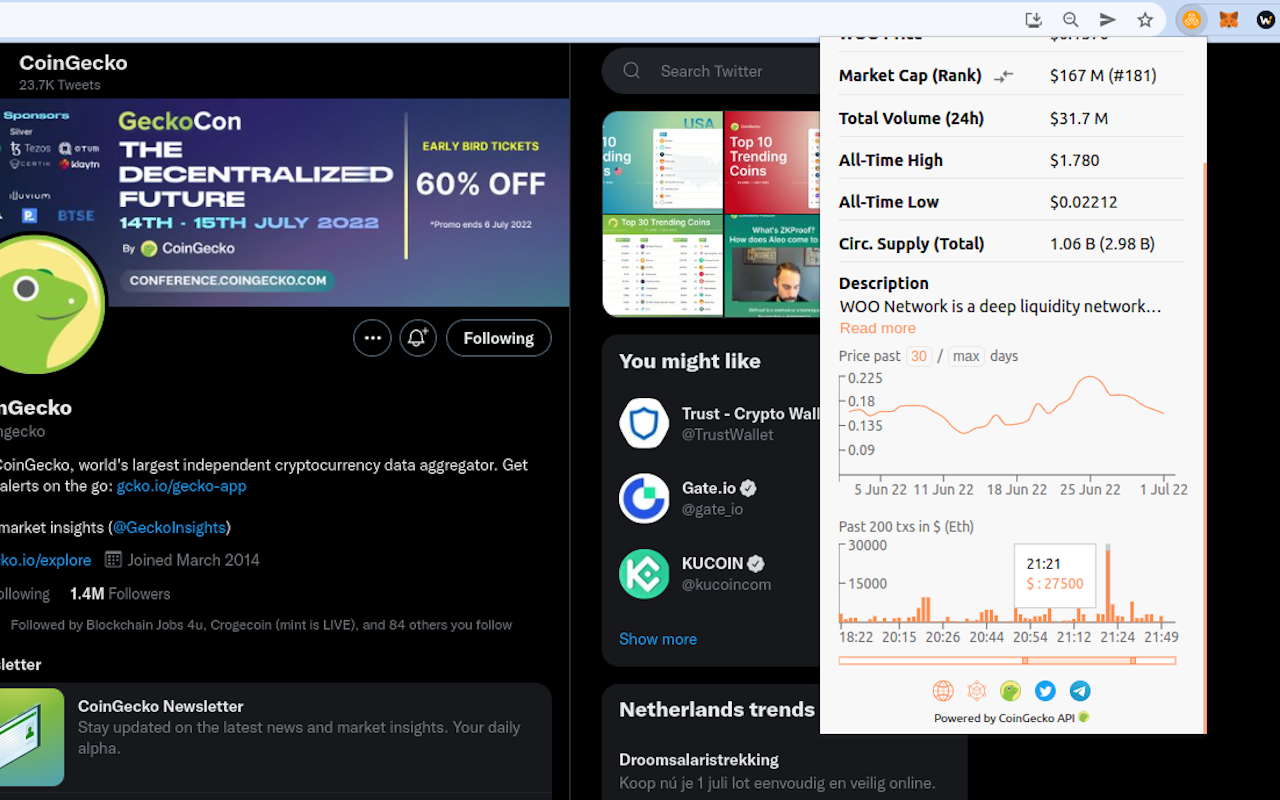 CoinGecko
23.7K Tweets
Sponsors
Silver
Tezos
CERTIK klaytn
BTSE
GeckoCon
THE
DECENTRALIZED
FUTURE
14TH - 15TH JULY 2022
By CoinGecko
CONFERENCE.COINGECKO.COM
EARLY BIRD TICKETS
60% OFF
*Promo ends 6 July 2022
Following
nGecko
ngecko
CoinGecko, world's largest independent cryptocurrency data aggregator. Get
alerts on the go: gcko.io/gecko-app
market insights (@GeckoInsights)
ko.io/explore Joined March 2014
ollowing 1.4M Followers
Followed by Blockchain Jobs 4u, Crogecoin (mint is LIVE), and 84 others you follow
sletter
CoinGecko Newsletter
Stay updated on the latest news and market insights. Your daily
alpha.
Search Twitter
USA
10
ding
s
Top 10
Trending
Coins
Top 30 Trending Coins
What's ZKProof?
How does Aleo come to
You might like
Trust - Crypto Wall
@TrustWallet
Gate.io
@gate_io
KUCOIN
@kucoincom
Show more
Netherlands trends
Droomsalaristrekking
Koop nú je 1 juli lot eenvoudig en veilig online.
Market Cap (Rank) $167 M (#181)
Total Volume (24h) $31.7 M
All-Time High $1.780
All-Time Low $0.02212
Circ. Supply (Total) 1.06 B (2.98 B)
Description
WOO Network is a deep liquidity network…
Read more
Price past 30 / max days
0.225
0.18
0.135
0.09
5 Jun 22 11 Jun 22 18 Jun 22 25 Jun 22 1 Jul 22
Past 200 txs in $ (Eth)
30000
15000
21:21
$ : 27500
18:22 20:15 20:26 20:44 20:54 21:12 21:24 21:49
Powered by CoinGecko API